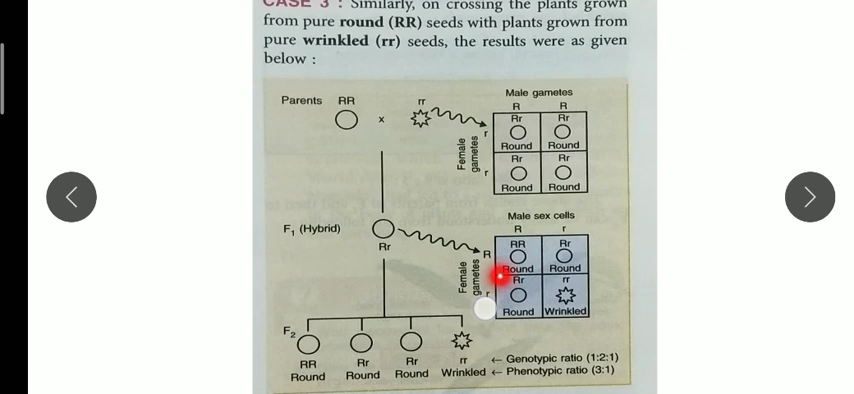 CASE 3 : Similarly, on crossing the plants grown
from pure round (RR) seeds with plants grown from
pure wrinkled (rr) seeds, the results were as given
below :
Male gametes
Parents RR rr R R
x
Rr Rr
r
Round Round
Female
gametes
Rr Rr
r
Round Round
Male sex cells
F1 (Hybrid) R r
Rr
R RR Rr
Round Round
Female
gametes
Rr rr
r
Round Wrinkled
F2
RR Rr Rr rr ← Genotypic ratio (1:2:1)
Round Round Round Wrinkled ← Phenotypic ratio (3:1)